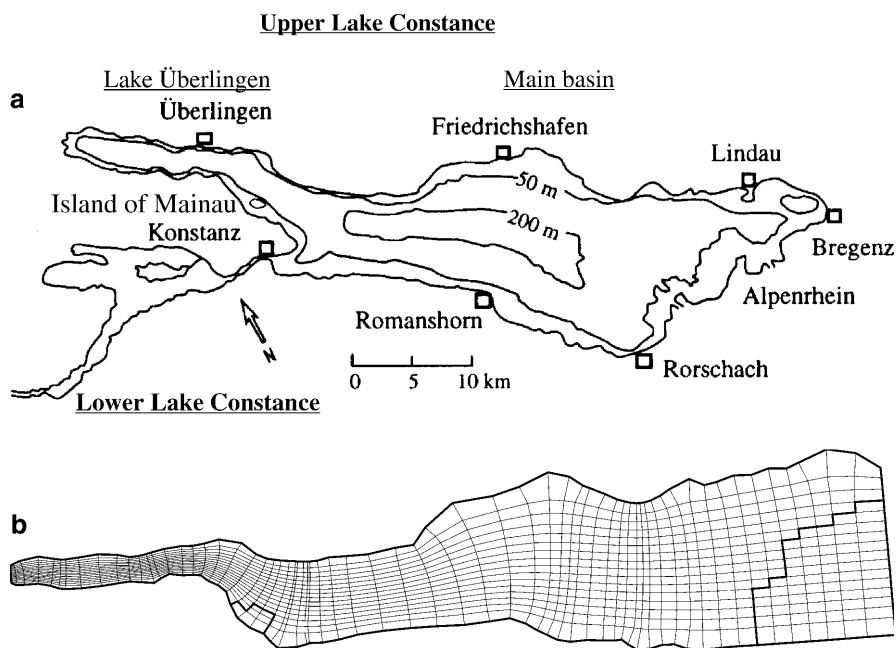 Upper Lake Constance
Lake Überlingen
Main basin
a
Überlingen
Friedrichshafen
Lindau
50 m
Island of Mainau
200 m
Konstanz
Bregenz
Alpenrhein
N
Romanshorn
Rorschach
0 5 10 km
Lower Lake Constance
b